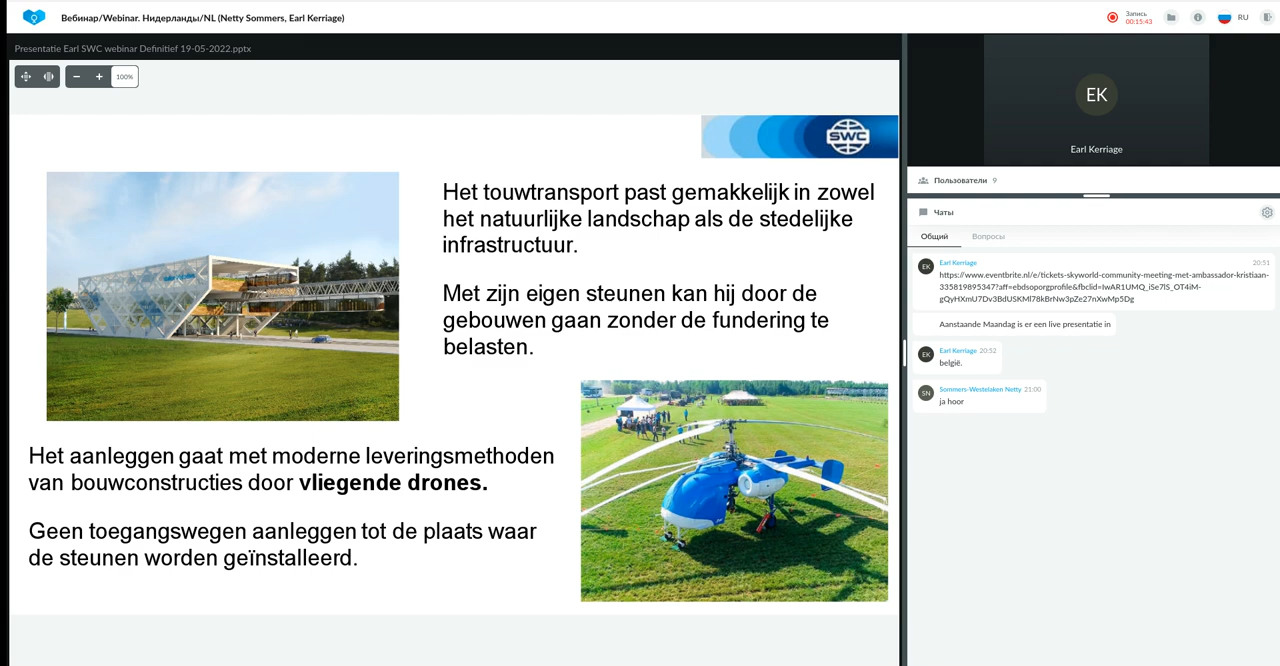 Вебинар/Webinar. Нидерланды/NL (Netty Sommers, Earl Kerriage)
Запись
00:15:43
RU
Presentatie Earl SWC webinar Definitief 19-05-2022.pptx
100%
SWC
Het touwtransport past gemakkelijk in zowel
het natuurlijke landschap als de stedelijke
infrastructuur.
Met zijn eigen steunen kan hij door de
gebouwen gaan zonder de fundering te
belasten.
Het aanleggen gaat met moderne leveringsmethoden
van bouwconstructies door vliegende drones.
Geen toegangswegen aanleggen tot de plaats waar
de steunen worden geïnstalleerd.
EK
Earl Kerriage
Пользователи 9
Чаты
Общий Вопросы
EK Earl Kerriage 20:51
https://www.eventbrite.nl/e/tickets-skyworld-community-meeting-met-ambassador-kristiaan-
335819895347?aff=ebdsoporgprofile&fbclid=IwAR1UMQ_iSe7lS_OT4iM-
gQyHXmU7Dv3BdUSKMl78kBrNw3pZe27nXwMp5Dg
Aanstaande Maandag is er een live presentatie in
EK Earl Kerriage 20:52
belgië.
SN Sommers-Westelaken Netty 21:00
ja hoor